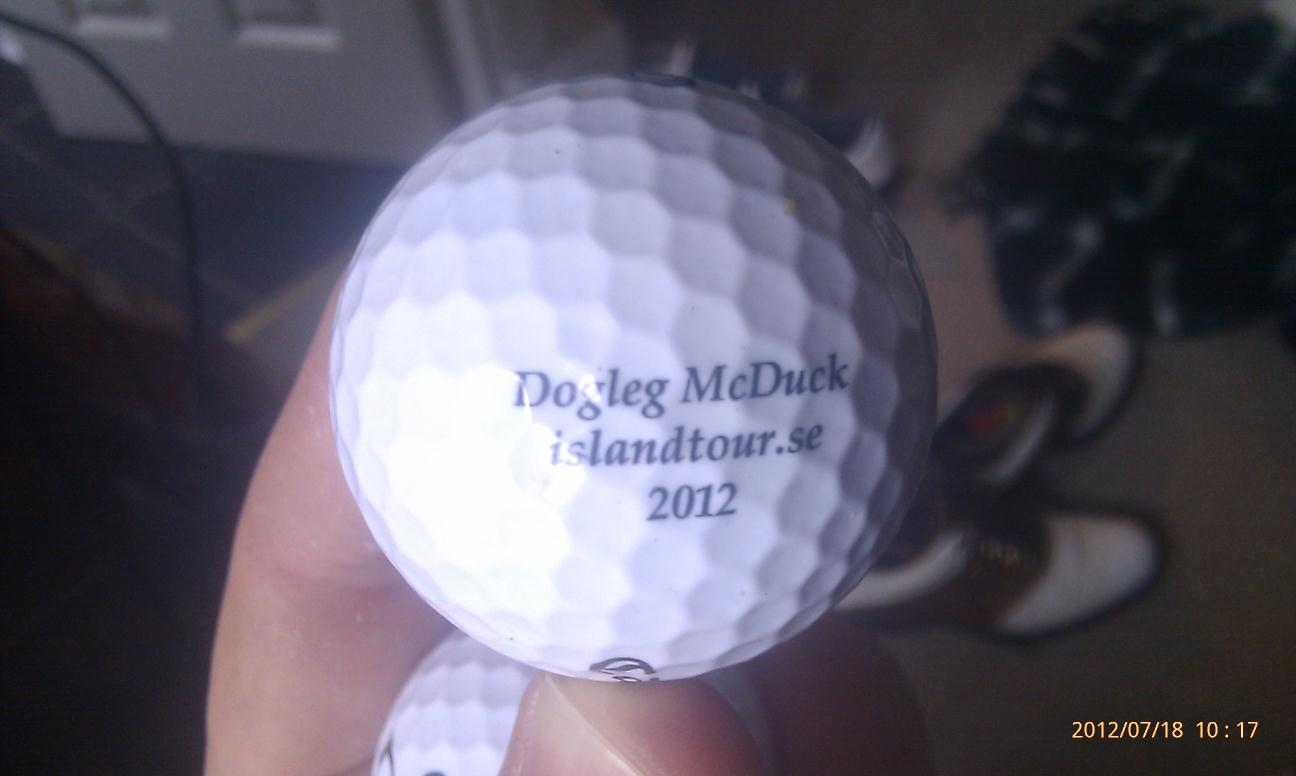 Dogleg McDuck
islandtour.se
2012
2012/07/18 10:17